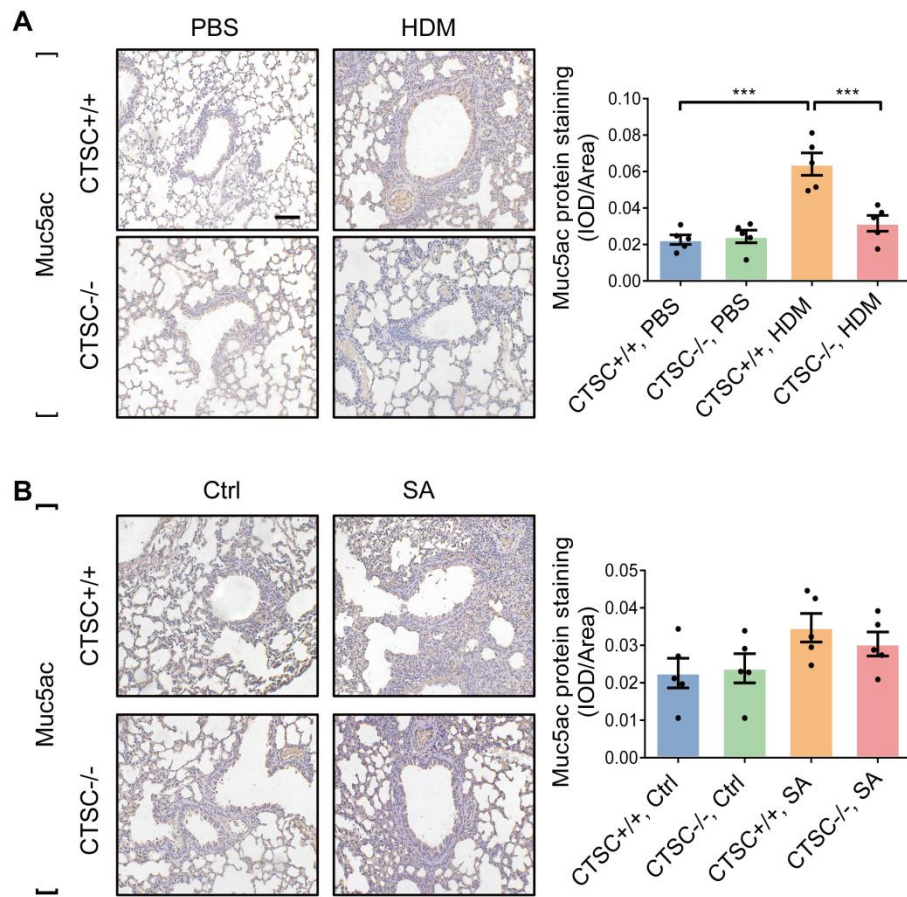 A
PBS
HDM
Muc5ac
[ ]
CTSC+/+
CTSC-/-
Muc5ac protein staining
(IOD/Area)
0.10
0.08
0.06
0.04
0.02
0.00
***
***
CTSC+/+, PBS
CTSC-/-, PBS
CTSC+/+, HDM
CTSC-/-, HDM
B
Ctrl
SA
Muc5ac
[ ]
CTSC+/+
CTSC-/-
Muc5ac protein staining
(IOD/Area)
0.05
0.04
0.03
0.02
0.01
0.00
CTSC+/+, Ctrl
CTSC-/-, Ctrl
CTSC+/+, SA
CTSC-/-, SA